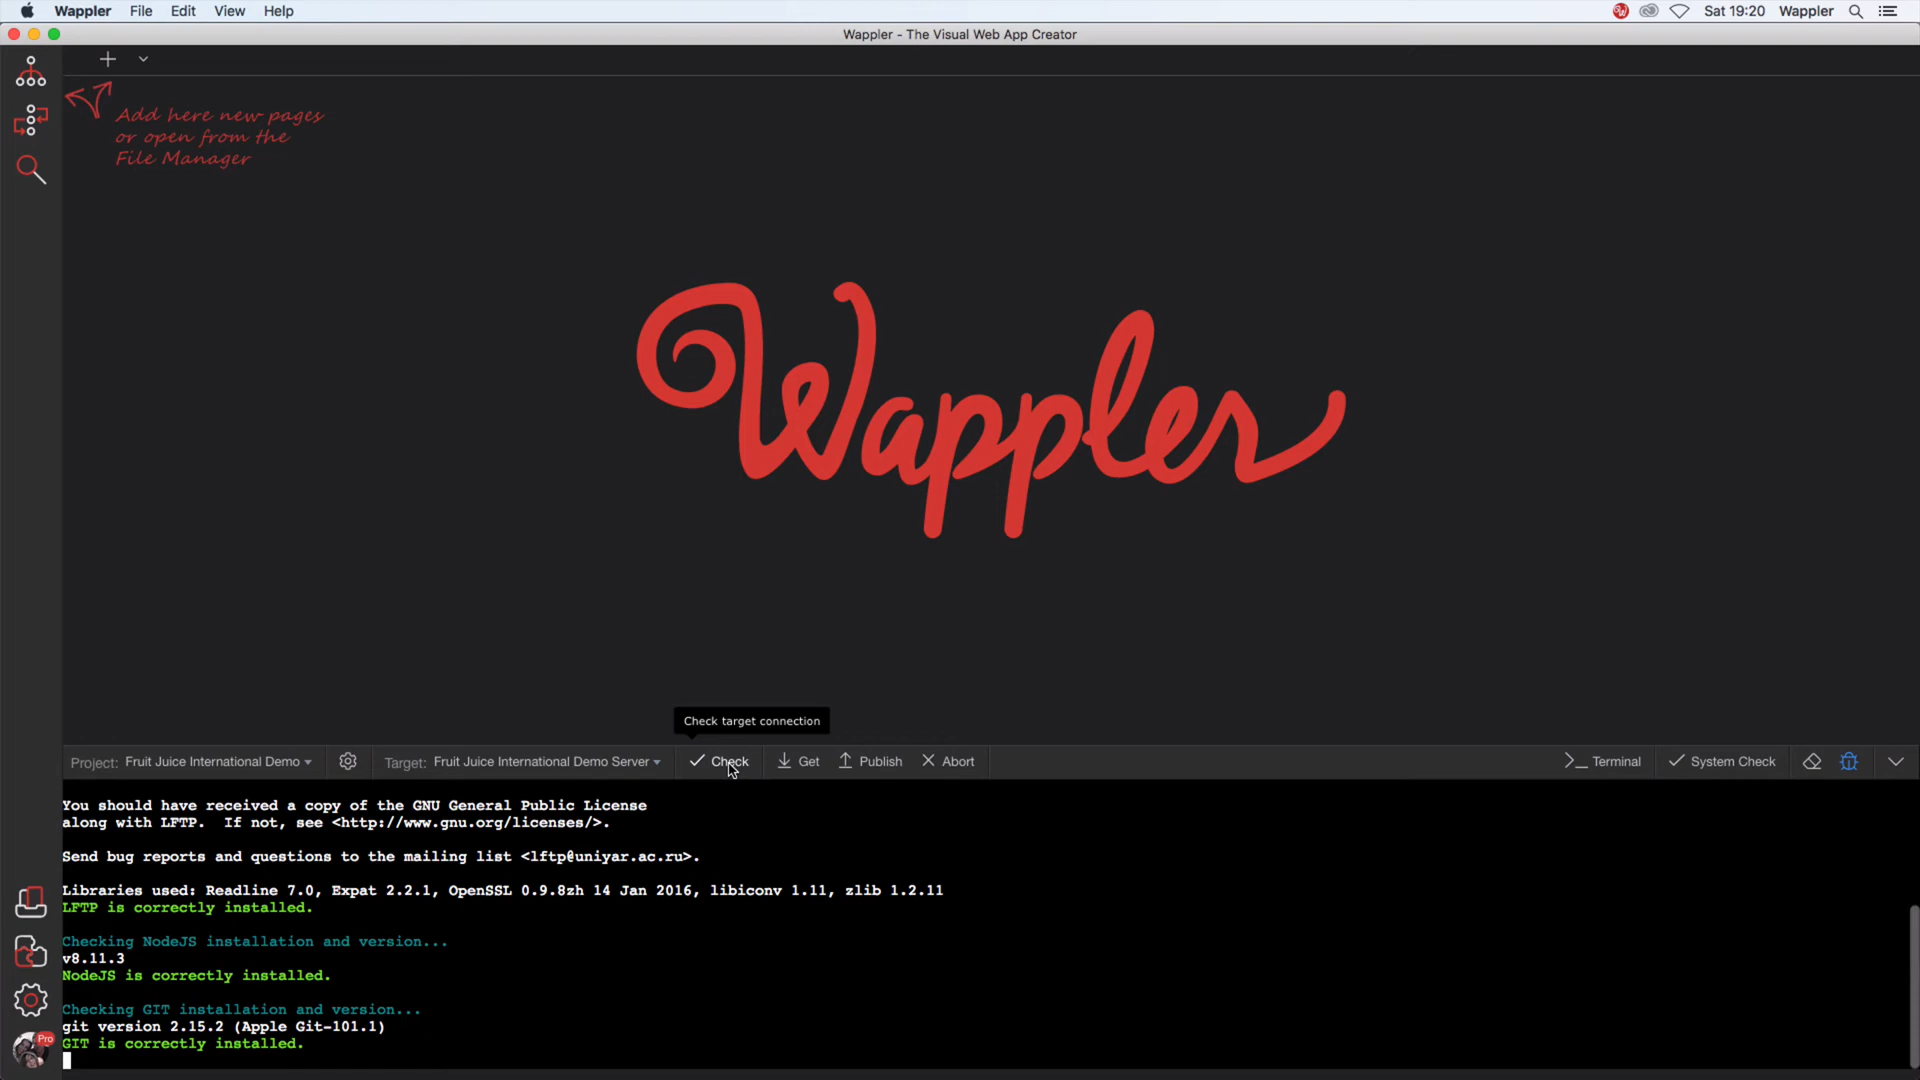 Wappler File Edit View Help
Sat 19:20 Wappler
Wappler - The Visual Web App Creator
Add here new pages
or open from the
File Manager
Wappler
Check target connection
Project: Fruit Juice International Demo
Target: Fruit Juice International Demo Server
Check
Get
Publish
Abort
Terminal
System Check
You should have received a copy of the GNU General Public License
along with LFTP.  If not, see <http://www.gnu.org/licenses/>.
Send bug reports and questions to the mailing list <lftp@uniyar.ac.ru>.
Libraries used: Readline 7.0, Expat 2.2.1, OpenSSL 0.9.8zh 14 Jan 2016, libiconv 1.11, zlib 1.2.11
LFTP is correctly installed.
Checking NodeJS installation and version...
v8.11.3
NodeJS is correctly installed.
Checking GIT installation and version...
git version 2.15.2 (Apple Git-101.1)
GIT is correctly installed.
Pro